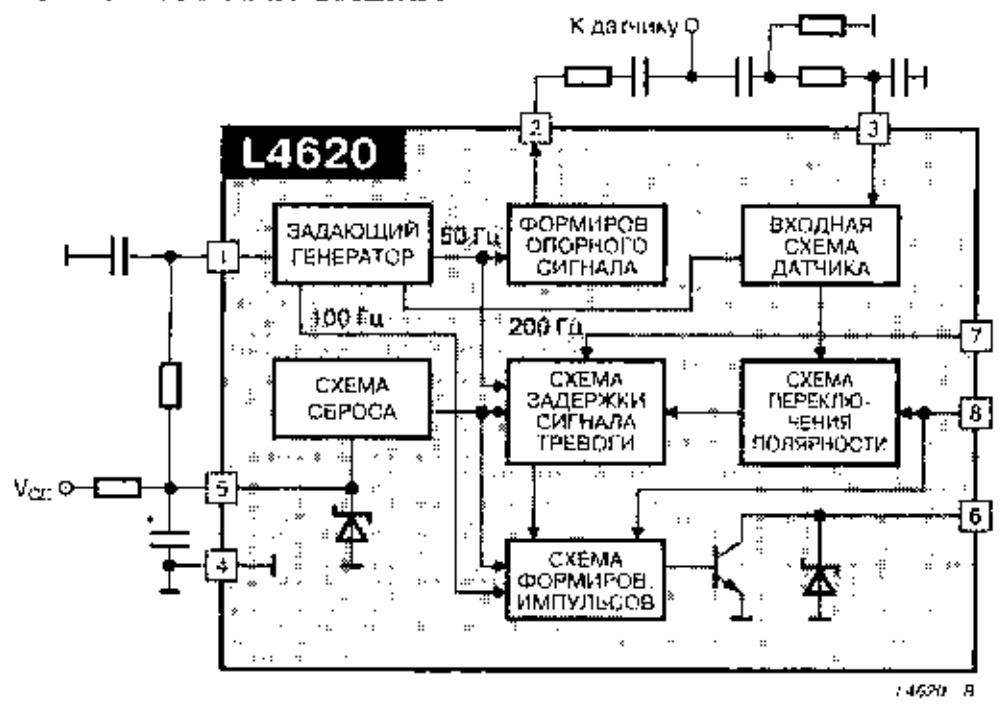 К датчику
2
3
L4620
ЗАДАЮЩИЙ
ГЕНЕРАТОР
50 Гц
ФОРМИРОВ
ОПОРНОГО
СИГНАЛА
ВХОДНАЯ
СХЕМА
ДАТЧИКА
1
100 Гц
200 Гц
7
СХЕМА
СБРОСА
СХЕМА
ЗАДЕРЖКИ
СИГНАЛА
ТРЕВОГИ
СХЕМА
ПЕРЕКЛЮ-
ЧЕНИЯ
ПОЛЯРНОСТИ
8
VCC
5
6
4
СХЕМА
ФОРМИРОВ.
ИМПУЛЬСОВ
L4620 B